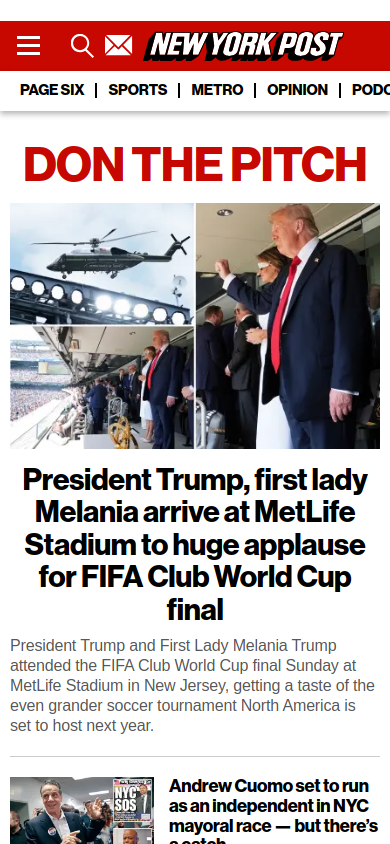 NEW YORK POST
PAGE SIX | SPORTS | METRO | OPINION | PODC
DON THE PITCH
President Trump, first lady
Melania arrive at MetLife
Stadium to huge applause
for FIFA Club World Cup
final
President Trump and First Lady Melania Trump
attended the FIFA Club World Cup final Sunday at
MetLife Stadium in New Jersey, getting a taste of the
even grander soccer tournament North America is
set to host next year.
NYC
SOS
Andrew Cuomo set to run
as an independent in NYC
mayoral race — but there’s
a catch